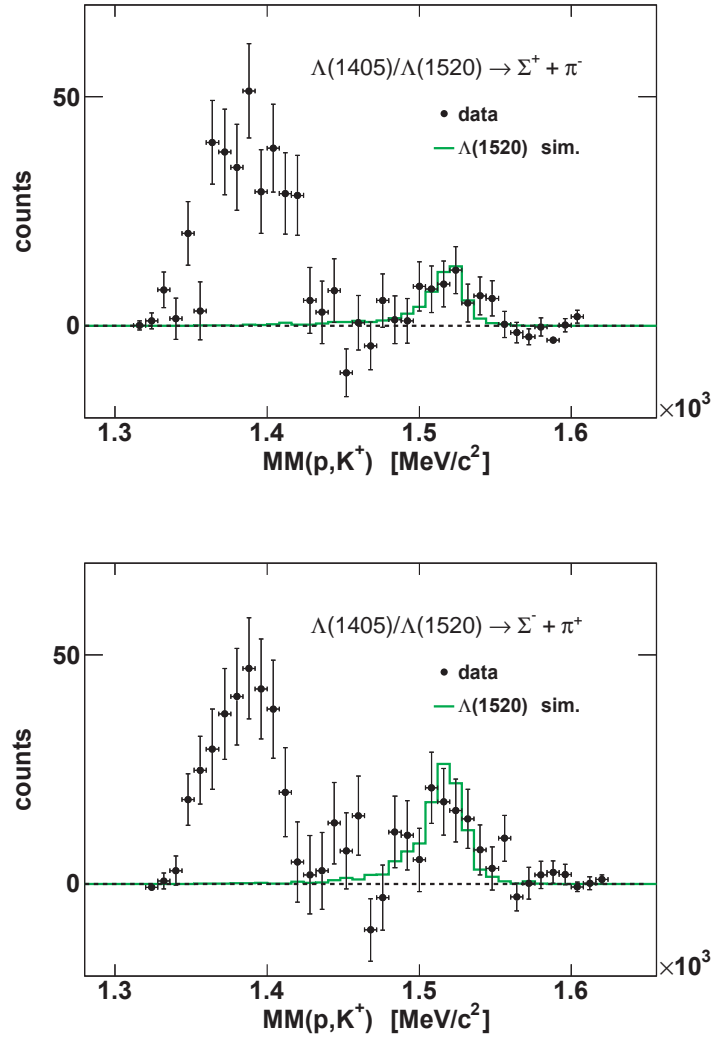 Λ(1405)/Λ(1520) → Σ⁺ + π⁻
50
data
Λ(1520) sim.
counts
0
×10³
1.3 1.4 1.5 1.6
MM(p,K⁺) [MeV/c²]
Λ(1405)/Λ(1520) → Σ⁻ + π⁺
50
data
Λ(1520) sim.
counts
0
×10³
1.3 1.4 1.5 1.6
MM(p,K⁺) [MeV/c²]